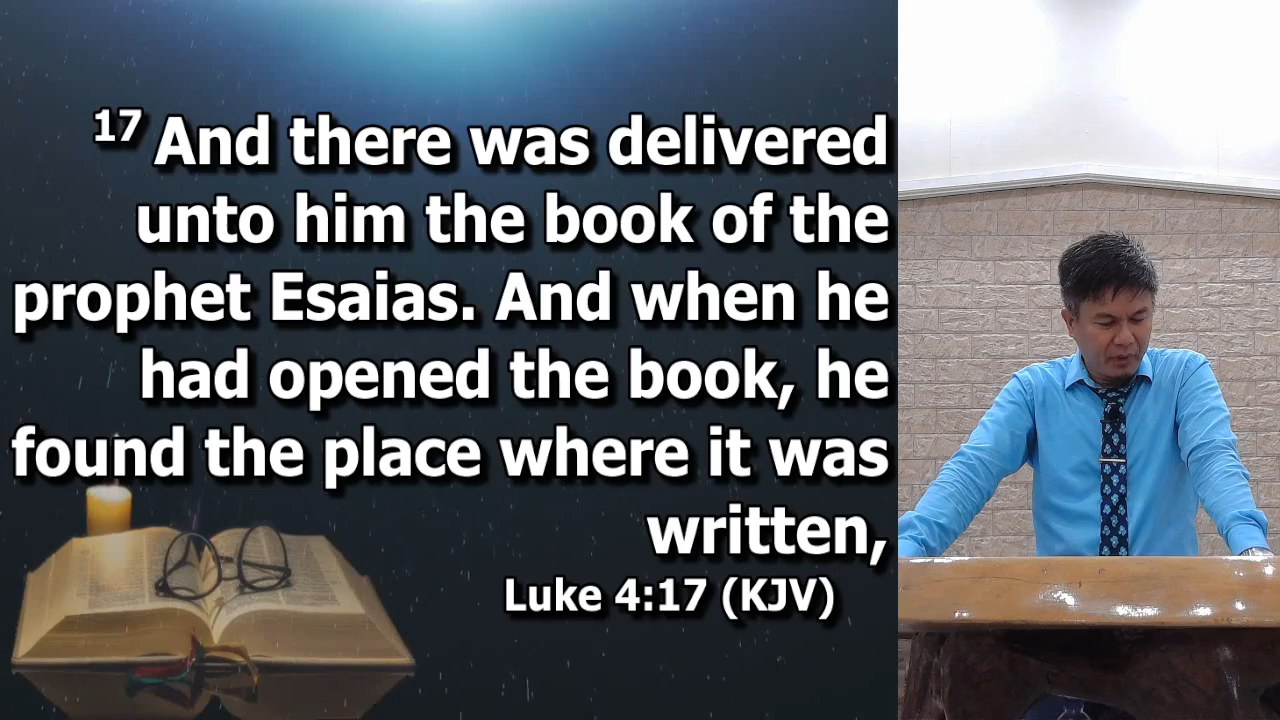 17 And there was delivered
unto him the book of the
prophet Esaias. And when he
had opened the book, he
found the place where it was
written,
Luke 4:17 (KJV)